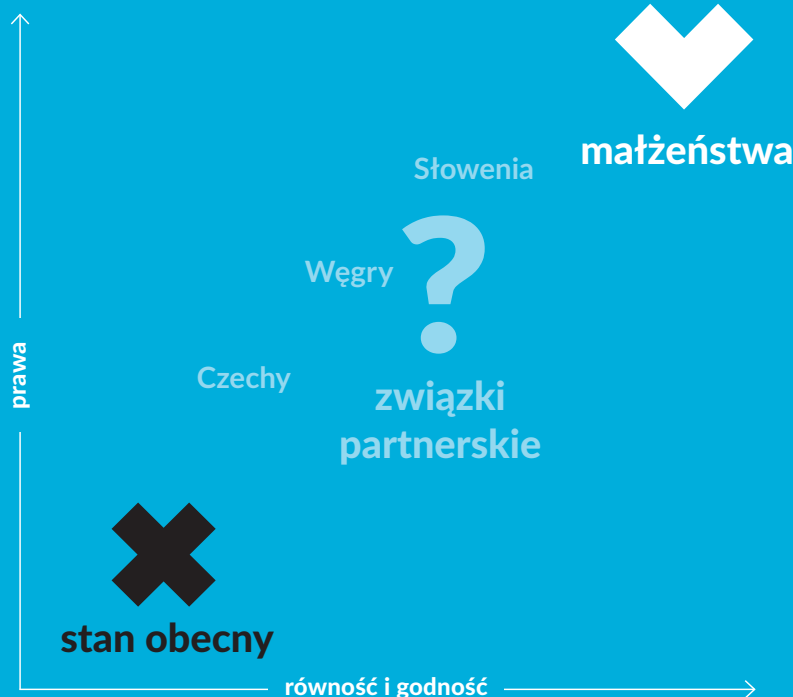 małżeństwa
Słowenia
?
Węgry
Czechy
związki
partnerskie
prawa
stan obecny
równość i godność